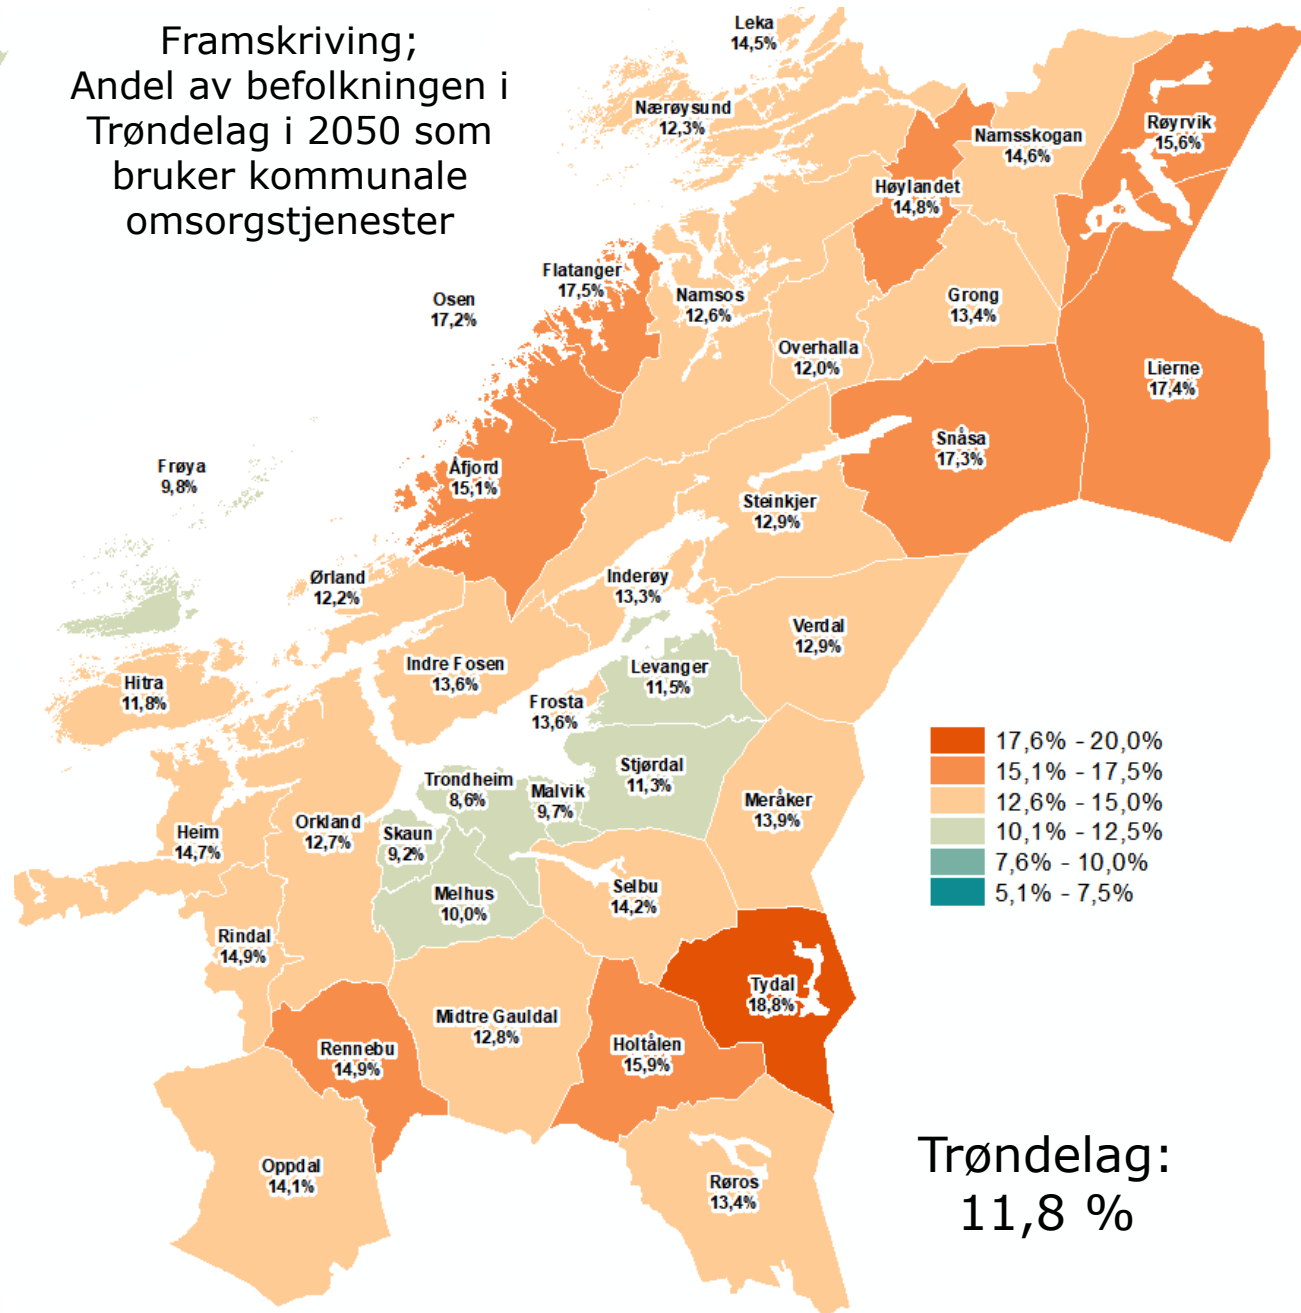 Framskriving;
Andel av befolkningen i
Trøndelag i 2050 som
bruker kommunale
omsorgstjenester
Leka
14,5%
Nærøysund
12,3%
Namsskogan
14,6%
Røyrvik
15,6%
Høylandet
14,8%
Flatanger
17,5%
Osen
17,2%
Namsos
12,6%
Grong
13,4%
Overhalla
12,0%
Lierne
17,4%
Snåsa
17,3%
Frøya
9,8%
Åfjord
15,1%
Steinkjer
12,9%
Ørland
12,2%
Inderøy
13,3%
Verdal
12,9%
Indre Fosen
13,6%
Levanger
11,5%
Hitra
11,8%
Frosta
13,6%
Stjørdal
11,3%
Trondheim
8,6%
Malvik
9,7%
Meråker
13,9%
Orkland
12,7%
Skaun
9,2%
Heim
14,7%
Melhus
10,0%
Selbu
14,2%
Rindal
14,9%
Tydal
18,8%
Midtre Gauldal
12,8%
Holtålen
15,9%
Rennebu
14,9%
Oppdal
14,1%
Røros
13,4%
17,6% - 20,0%
15,1% - 17,5%
12,6% - 15,0%
10,1% - 12,5%
7,6% - 10,0%
5,1% - 7,5%
Trøndelag:
11,8 %